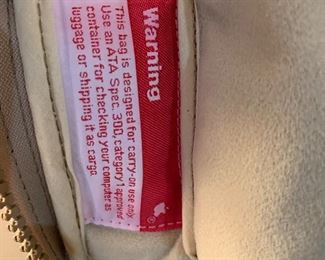 Warning
This bag is designed for carry-on use only.
Use an ATA Spec. 300, category 1 approved
container for checking your computer as
luggage or shipping it as cargo.